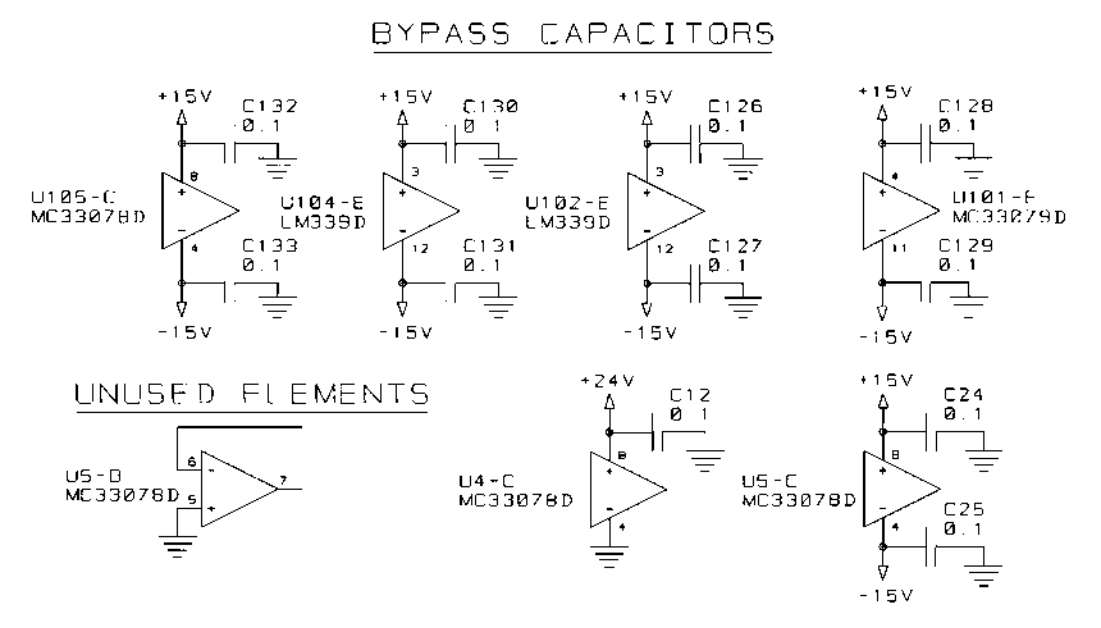 BYPASS CAPACITORS
+15V
C132
0.1
8
U105-C
MC33078D
4
C133
0.1
-15V
+15V
C130
0 1
3
U104-E
LM339D
12
C131
0.1
-15V
+15V
C126
0.1
3
U102-E
LM339D
12
C127
0.1
-15V
+15V
C128
0.1
4
U101-E
MC33079D
11
C129
0.1
-15V
UNUSED ELEMENTS
6
U5-B
MC33078D
5
7
+24V
C12
0 1
8
U4-C
MC33078D
4
+15V
C24
0.1
8
U5-C
MC33078D
4
C25
0.1
-15V